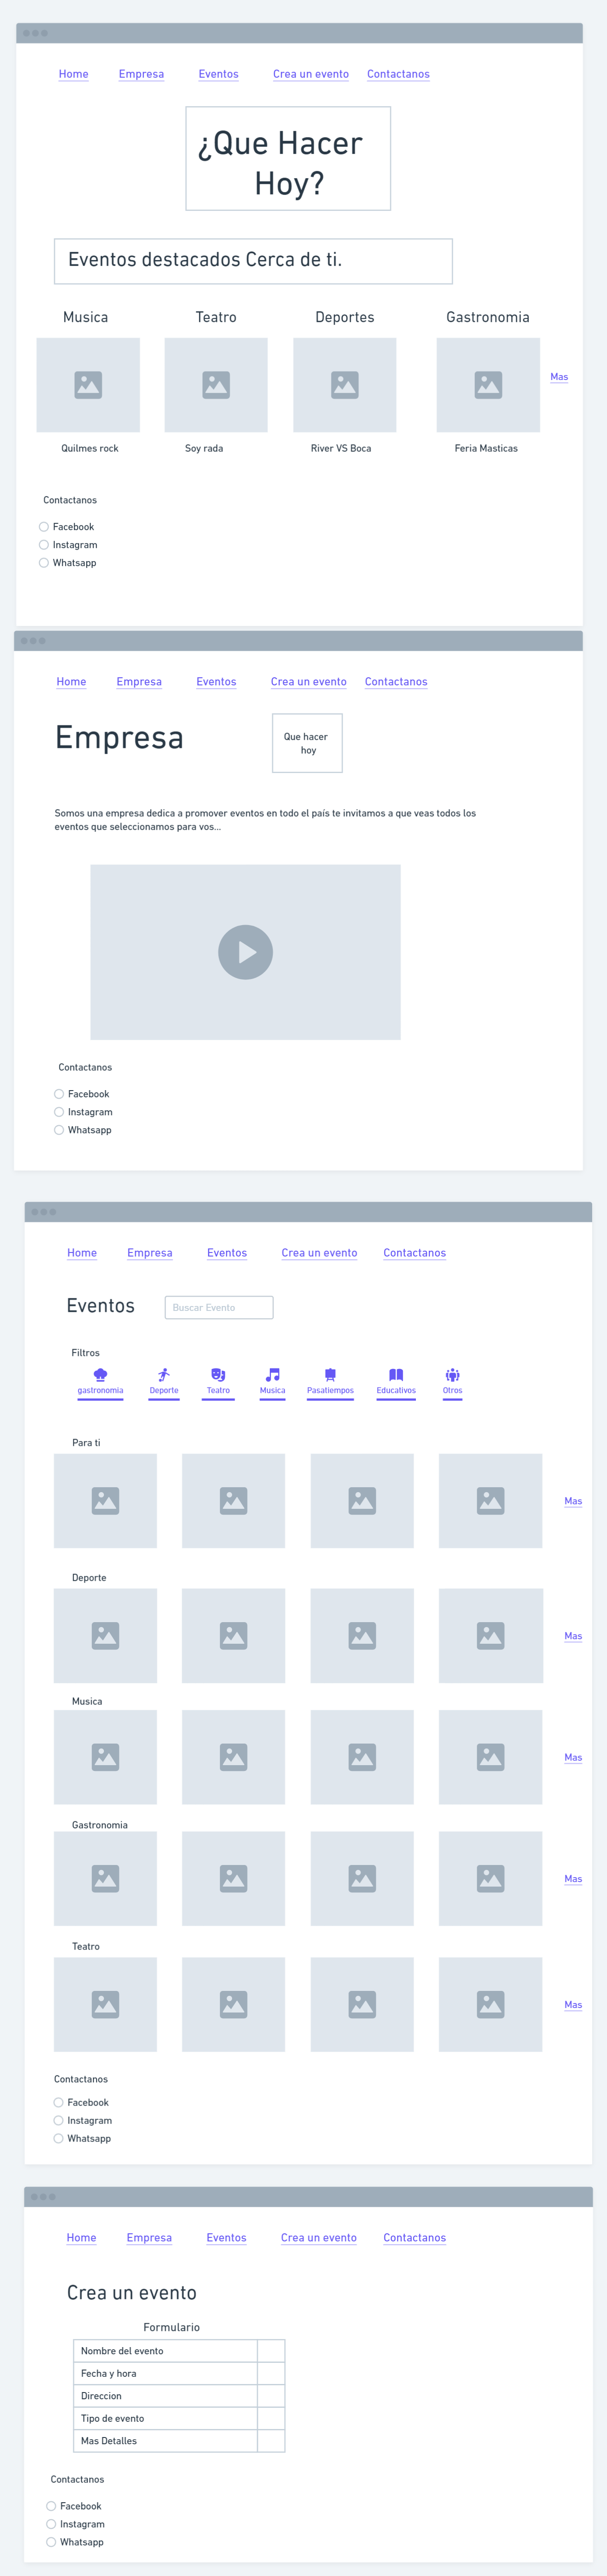 Home Empresa Eventos Crea un evento Contactanos
¿Que Hacer
Hoy?
Eventos destacados Cerca de ti.
Musica Teatro Deportes Gastronomia
Mas
Quilmes rock Soy rada River VS Boca Feria Masticas
Contactanos
Facebook
Instagram
Whatsapp
Home Empresa Eventos Crea un evento Contactanos
Empresa
Que hacer
hoy
Somos una empresa dedica a promover eventos en todo el país te invitamos a que veas todos los
eventos que seleccionamos para vos...
Contactanos
Facebook
Instagram
Whatsapp
Home Empresa Eventos Crea un evento Contactanos
Eventos Buscar Evento
Filtros
gastronomia Deporte Teatro Musica Pasatiempos Educativos Otros
Para ti
Mas
Deporte
Mas
Musica
Mas
Gastronomia
Mas
Teatro
Mas
Contactanos
Facebook
Instagram
Whatsapp
Home Empresa Eventos Crea un evento Contactanos
Crea un evento
Formulario
Nombre del evento
Fecha y hora
Direccion
Tipo de evento
Mas Detalles
Contactanos
Facebook
Instagram
Whatsapp